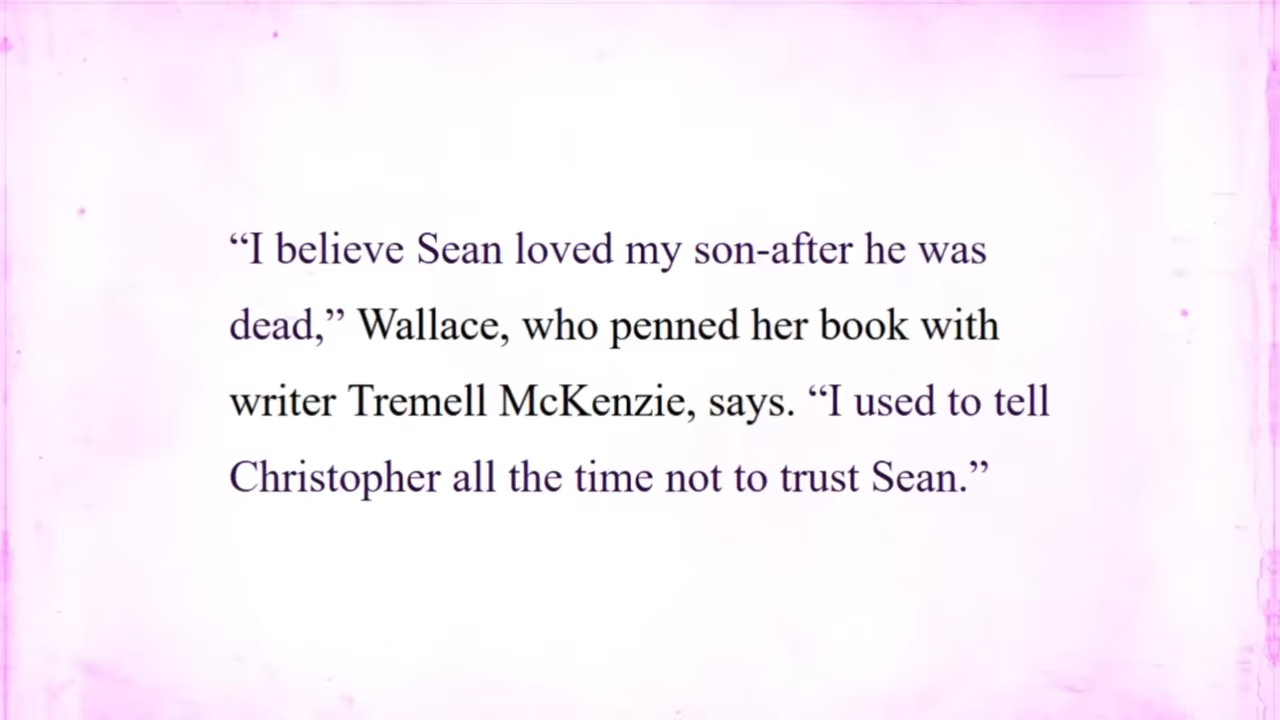 “I believe Sean loved my son-after he was
dead,” Wallace, who penned her book with
writer Tremell McKenzie, says. “I used to tell
Christopher all the time not to trust Sean.”